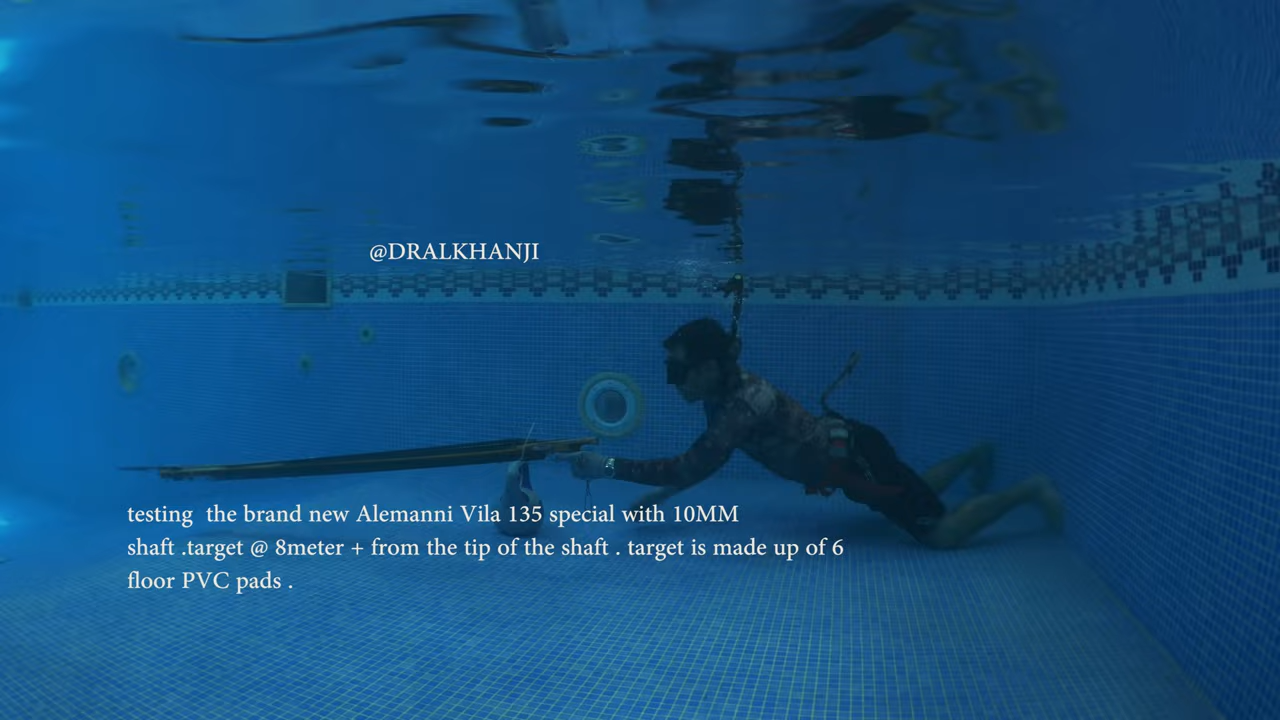 @DRALKHANJI
testing  the brand new Alemanni Vila 135 special with 10MM
shaft .target @ 8meter + from the tip of the shaft . target is made up of 6
floor PVC pads .